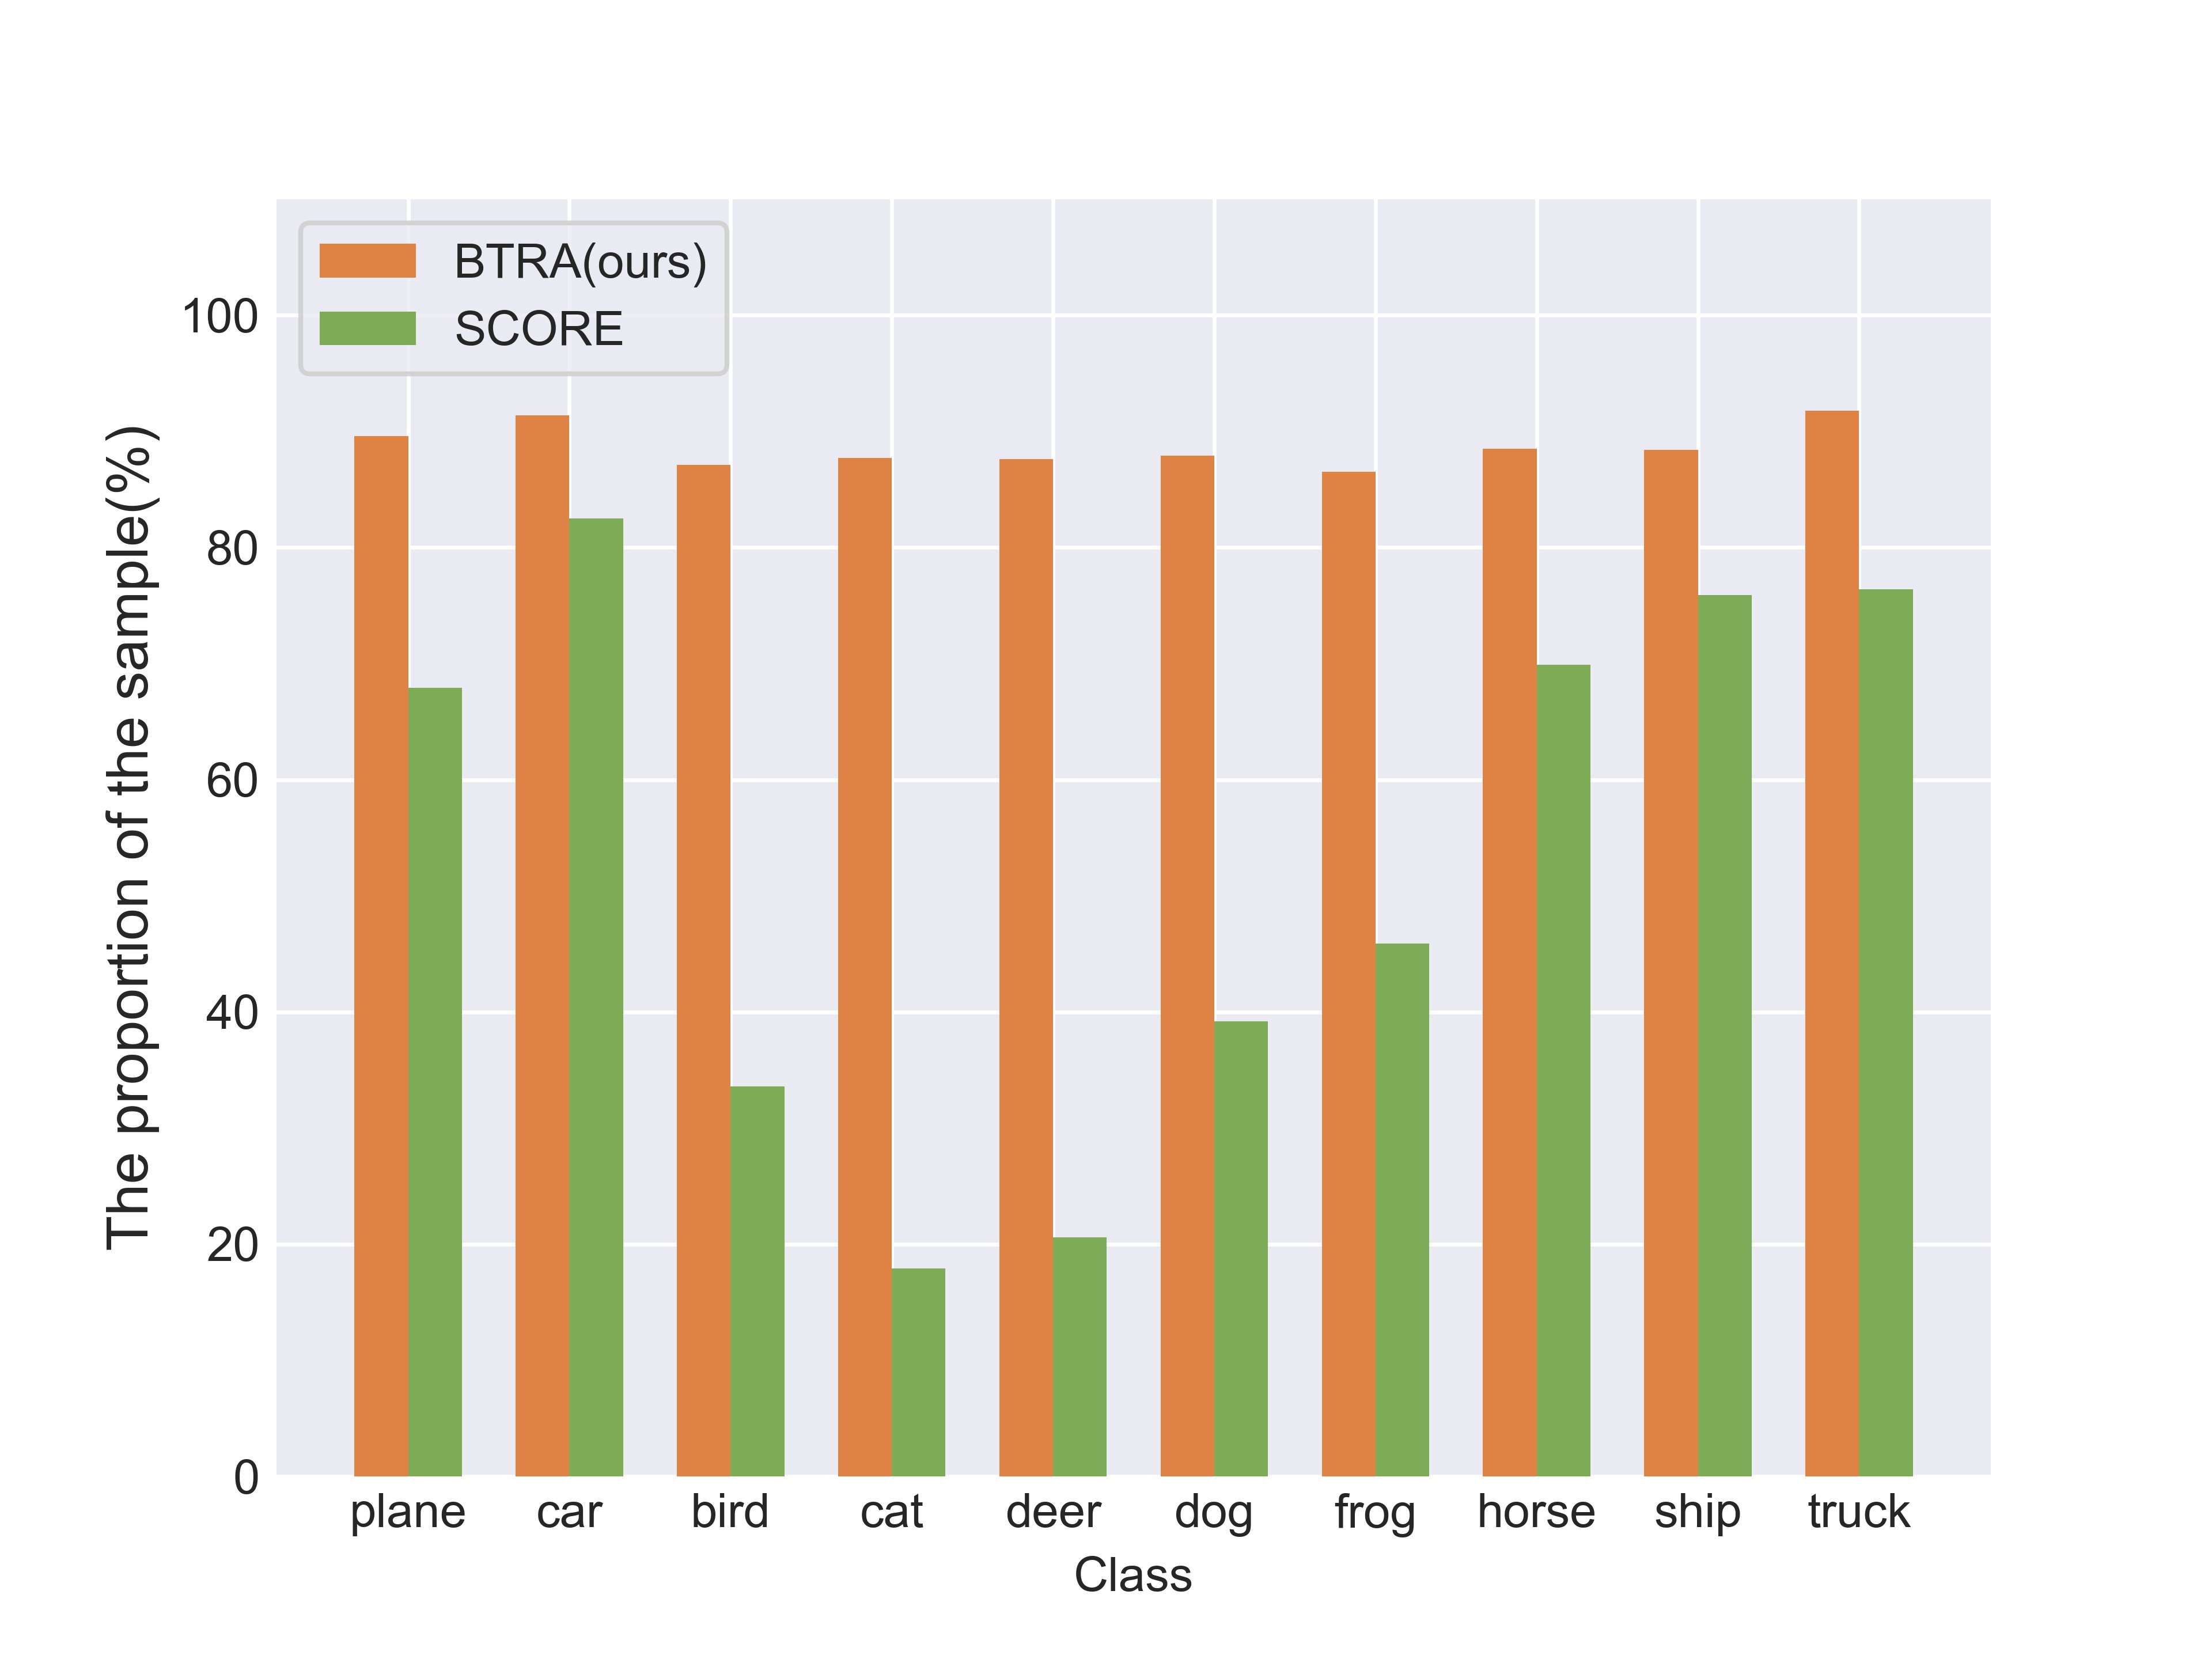 BTRA(ours)
SCORE
The proportion of the sample(%)
100
80
60
40
20
0
plane car bird cat deer dog frog horse ship truck
Class